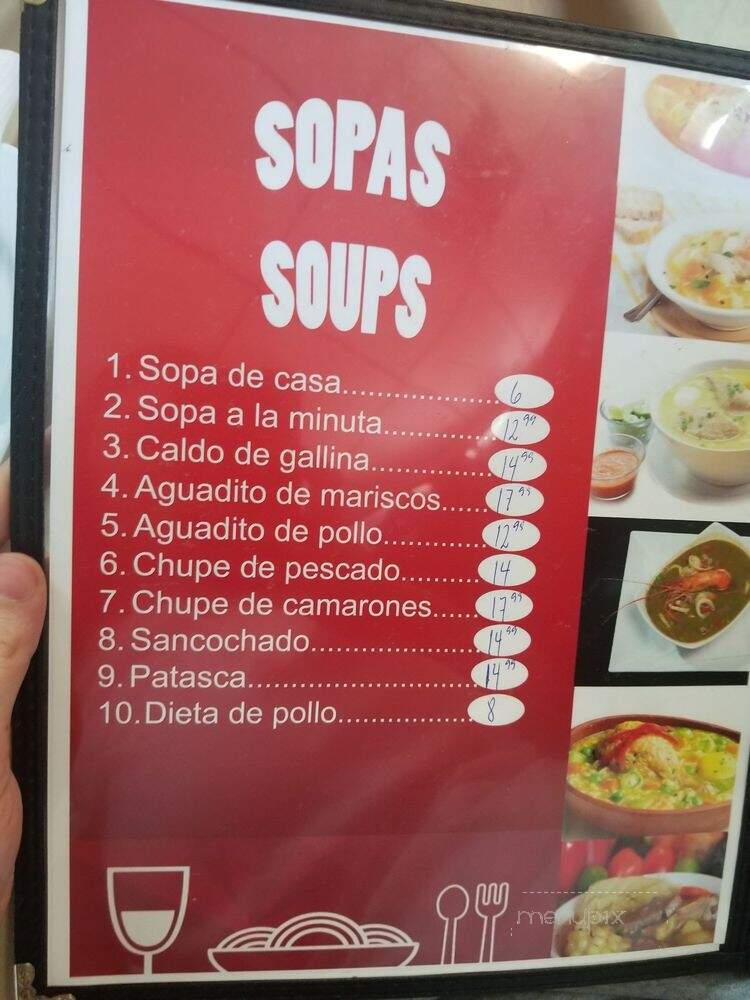 SOPAS
SOUPS
1. Sopa de casa.................... 6
2. Sopa a la minuta.............. 12 99
3. Caldo de gallina............... 14 99
4. Aguadito de mariscos...... 17 99
5. Aguadito de pollo............. 12 99
6. Chupe de pescado.......... 14
7. Chupe de camarones...... 17 99
8. Sancochado..................... 14 99
9. Patasca............................ 14 99
10. Dieta de pollo................. 8
menupix